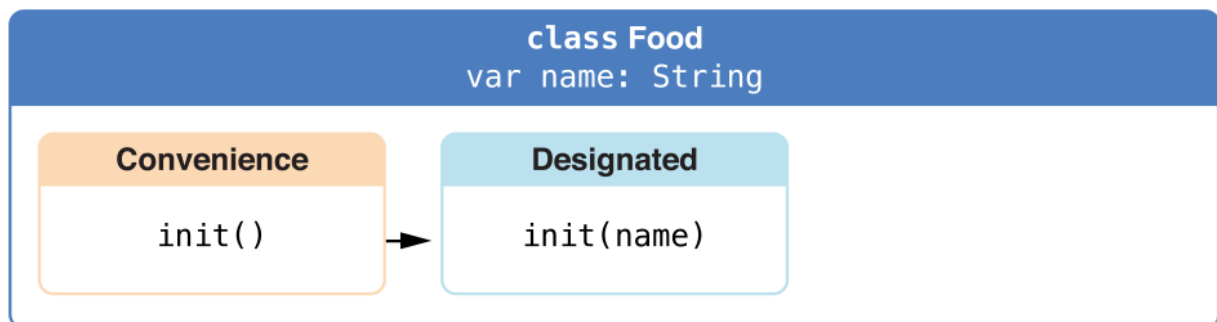 class Food
var name: String
Convenience
Designated
init()
init(name)